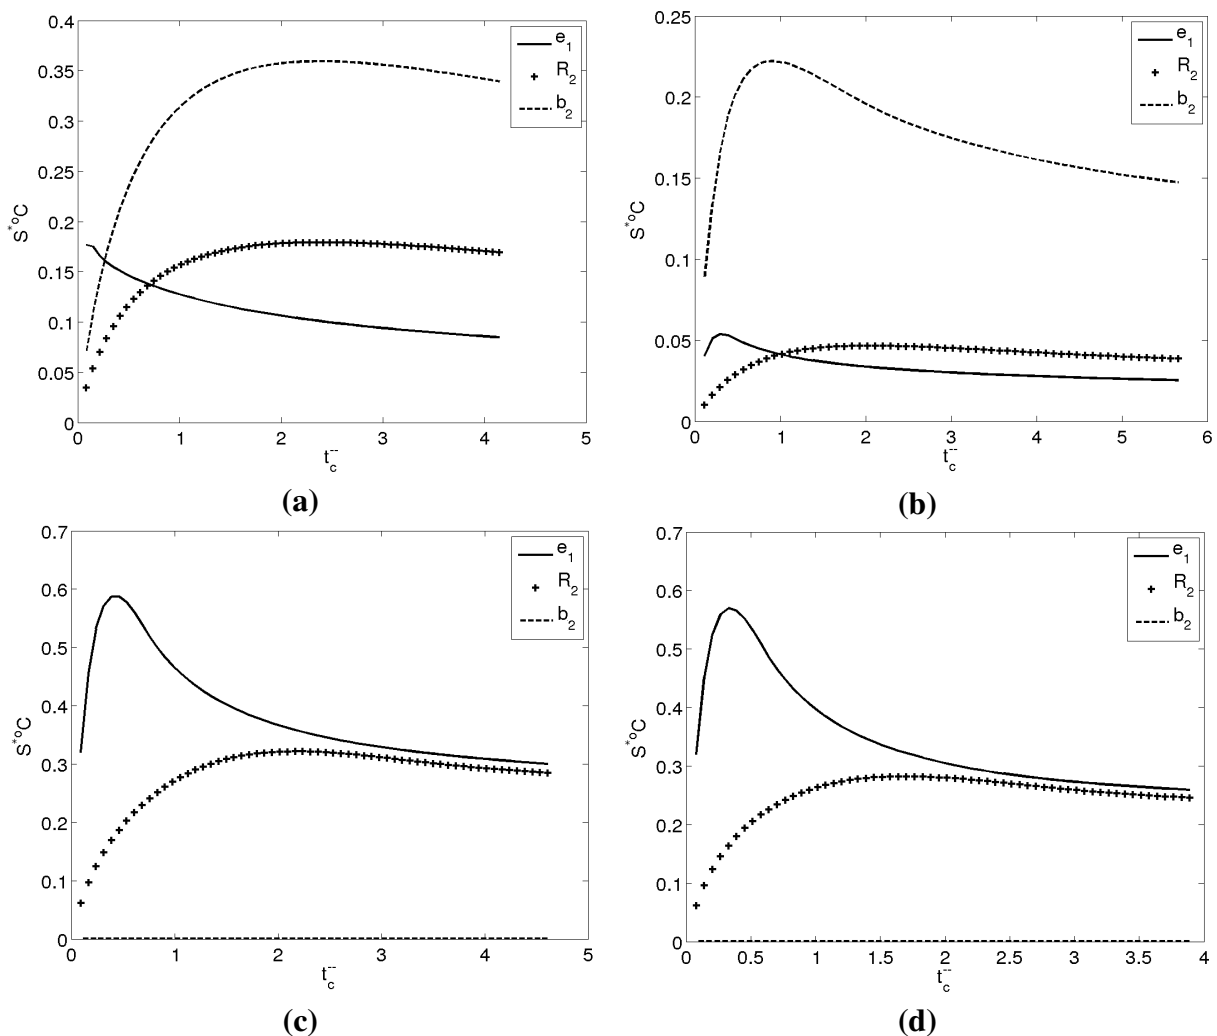 0.4
0.35
0.3
0.25
0.2
0.15
0.1
0.05
0
S*°C
0 1 2 3 4 5
t_c^--
e_1
R_2
b_2
(a)
0.25
0.2
0.15
0.1
0.05
0
S*°C
0 1 2 3 4 5 6
t_c^--
e_1
R_2
b_2
(b)
0.7
0.6
0.5
0.4
0.3
0.2
0.1
0
S*°C
0 1 2 3 4 5
t_c^--
e_1
R_2
b_2
(c)
0.7
0.6
0.5
0.4
0.3
0.2
0.1
0
S*°C
0 0.5 1 1.5 2 2.5 3 3.5 4
t_c^--
e_1
R_2
b_2
(d)